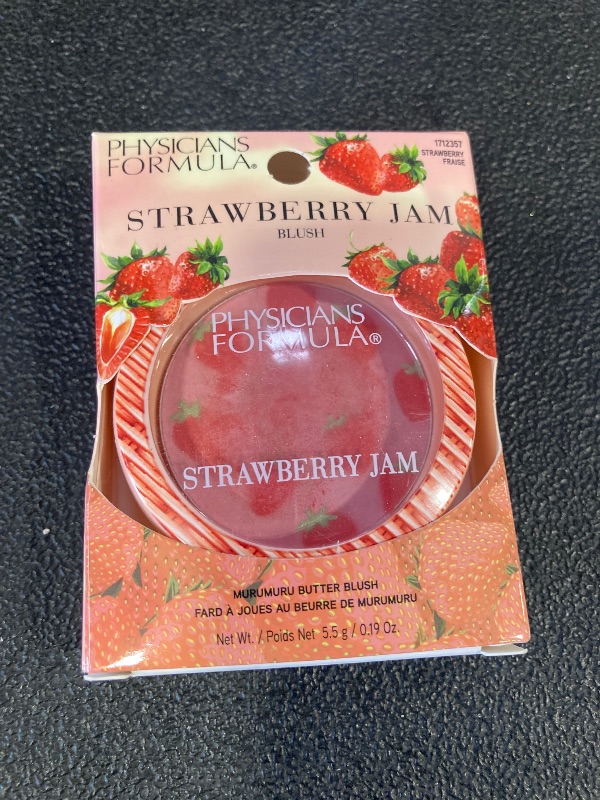 PHYSICIANS
FORMULA®
1712357
STRAWBERRY
FRAISE
STRAWBERRY JAM
BLUSH
PHYSICIANS
FORMULA®
STRAWBERRY JAM
MURUMURU BUTTER BLUSH
FARD À JOUES AU BEURRE DE MURUMURU
Net Wt. / Poids Net 5.5 g / 0.19 Oz.